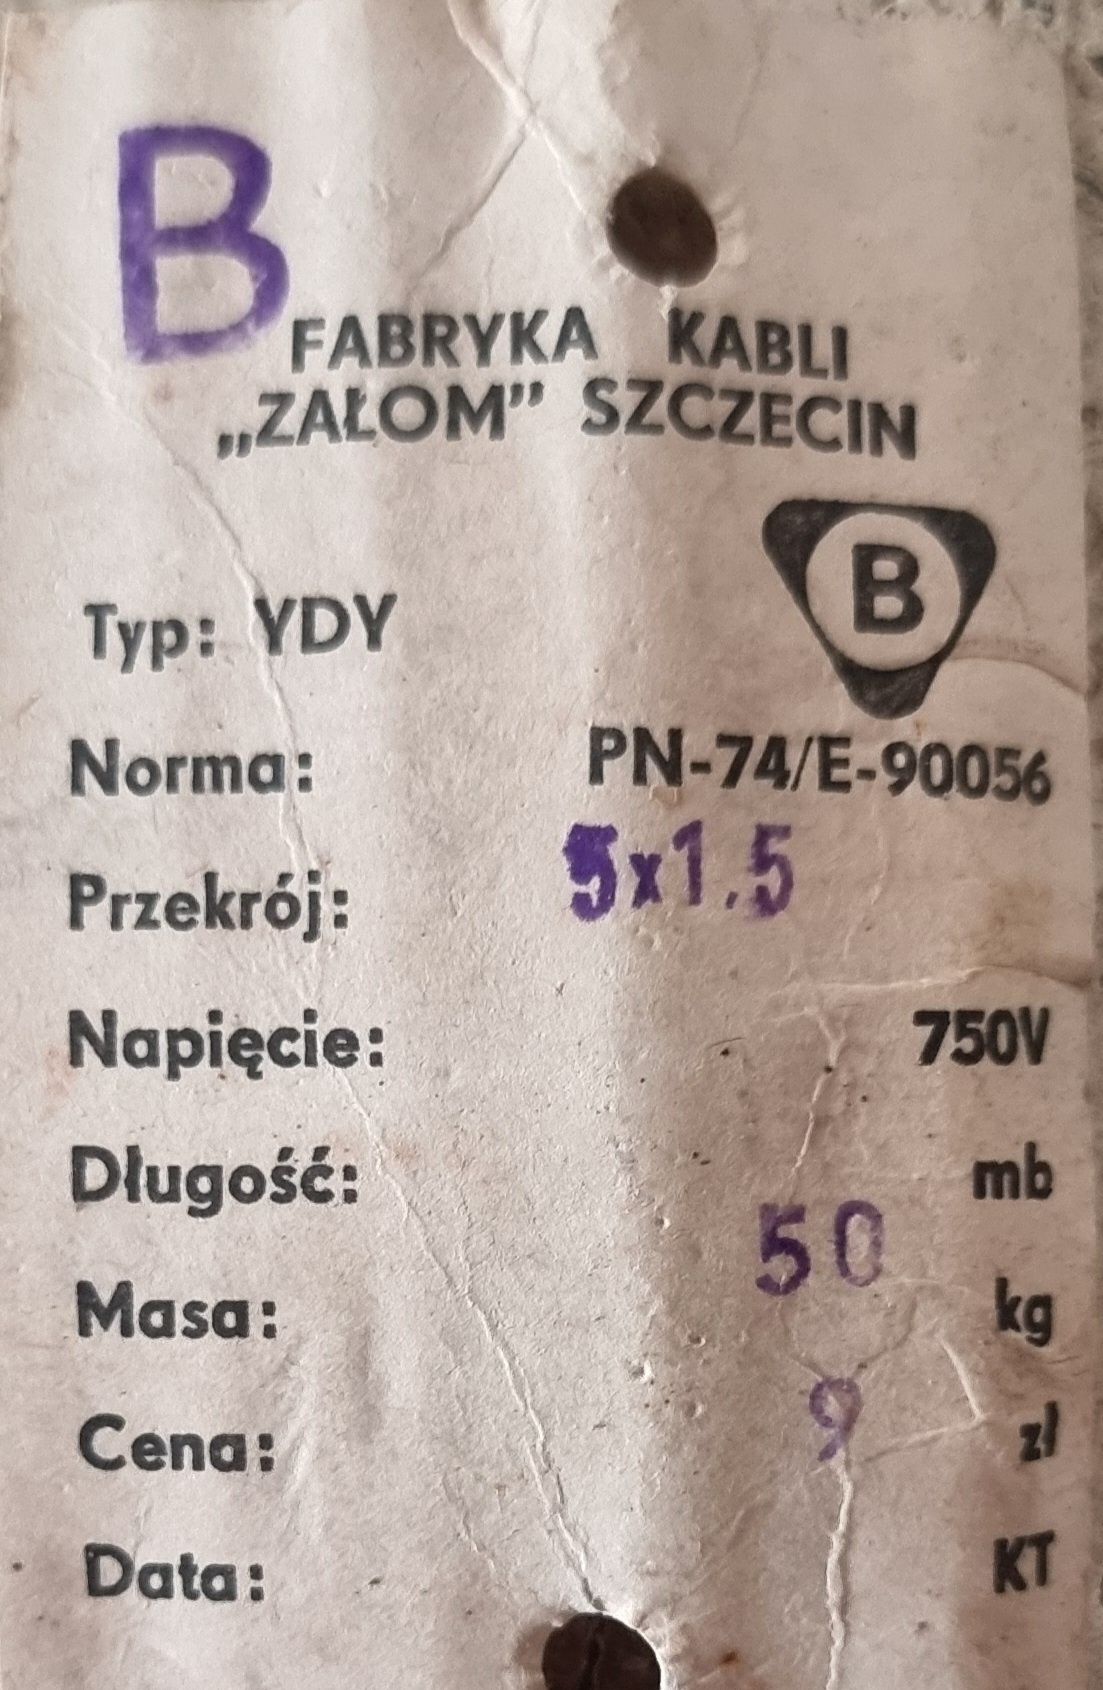 B
FABRYKA KABLI
„ZAŁOM” SZCZECIN
B
Typ: YDY
Norma: PN-74/E-90056
Przekrój: 5x1.5
Napięcie: 750V
Długość: mb
50
Masa: kg
9
Cena: zł
Data: KT